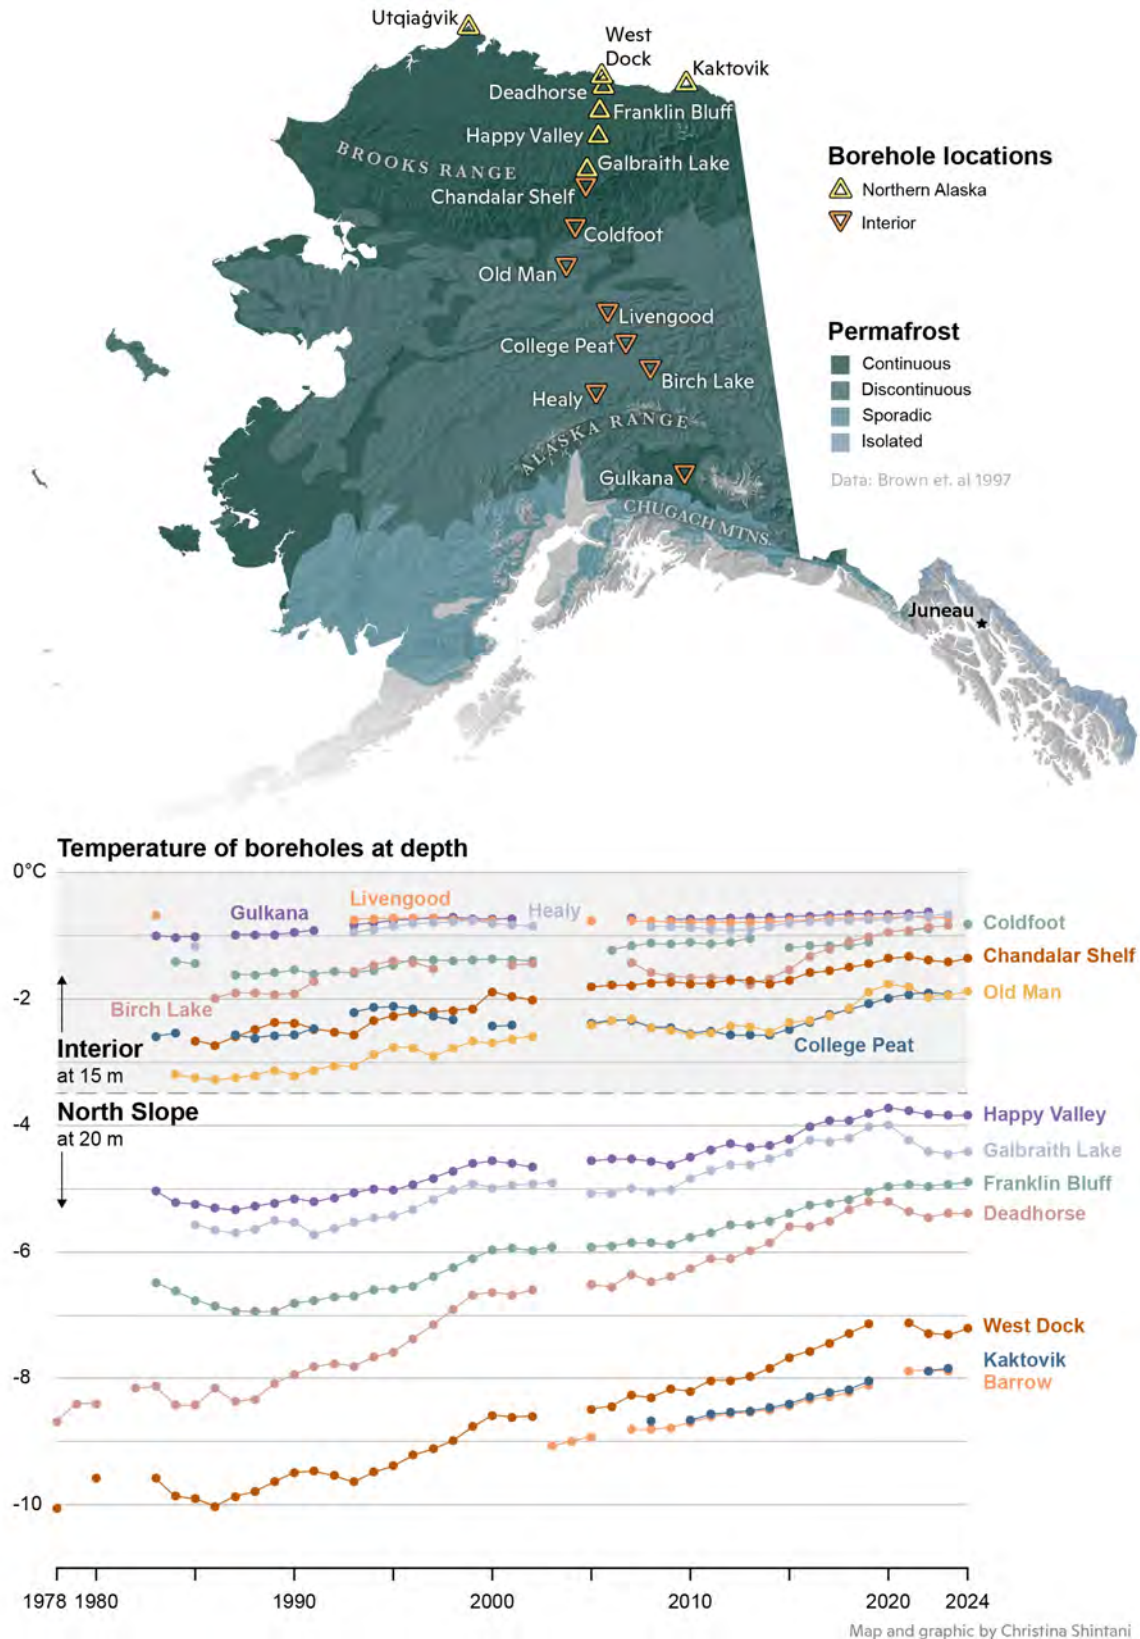 Utqiaġvik
West
Dock
Kaktovik
Deadhorse
Franklin Bluff
Happy Valley
BROOKS RANGE
Galbraith Lake
Chandalar Shelf
Coldfoot
Old Man
Livengood
College Peat
Birch Lake
Healy
ALASKA RANGE
Gulkana
CHUGACH MTNS.
Juneau
Borehole locations
Northern Alaska
Interior
Permafrost
Continuous
Discontinuous
Sporadic
Isolated
Data: Brown et. al 1997
Temperature of boreholes at depth
0°C
Gulkana
Livengood
Healy
Coldfoot
Chandalar Shelf
-2
Old Man
Birch Lake
College Peat
Interior
at 15 m
North Slope
at 20 m
-4
Happy Valley
Galbraith Lake
Franklin Bluff
Deadhorse
-6
West Dock
Kaktovik
Barrow
-8
-10
1978 1980 1990 2000 2010 2020 2024
Map and graphic by Christina Shintani